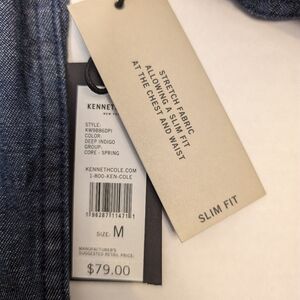 KENNETH
NEW YORK
STYLE:
KW9886DPI
COLOR:
DEEP INDIGO
GROUP:
CORE - SPRING
KENNETHCOLE.COM
1-800-KEN-COLE
SIZE: M
MANUFACTURER'S
SUGGESTED RETAIL PRICE:
$79.00
STRETCH FABRIC
ALLOWING A SLIM FIT
AT THE CHEST AND WAIST
SLIM FIT